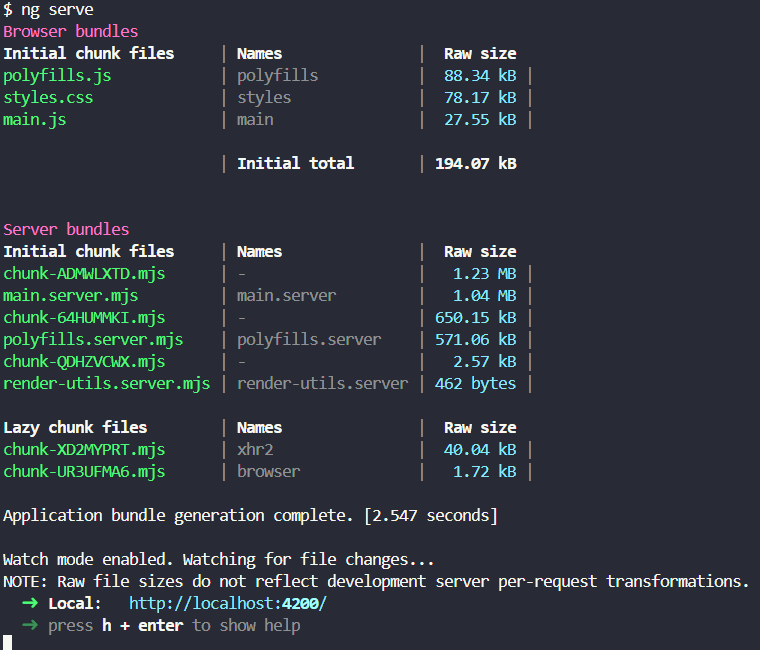 $ ng serve
Browser bundles
Initial chunk files | Names | Raw size
polyfills.js | polyfills | 88.34 kB |
styles.css | styles | 78.17 kB |
main.js | main | 27.55 kB |
| Initial total | 194.07 kB
Server bundles
Initial chunk files | Names | Raw size
chunk-ADMWLXTD.mjs | - | 1.23 MB |
main.server.mjs | main.server | 1.04 MB |
chunk-64HUMMKI.mjs | - | 650.15 kB |
polyfills.server.mjs | polyfills.server | 571.06 kB |
chunk-QDHZVCWX.mjs | - | 2.57 kB |
render-utils.server.mjs | render-utils.server | 462 bytes |
Lazy chunk files | Names | Raw size
chunk-XD2MYPRT.mjs | xhr2 | 40.04 kB |
chunk-UR3UFMA6.mjs | browser | 1.72 kB |
Application bundle generation complete. [2.547 seconds]
Watch mode enabled. Watching for file changes...
NOTE: Raw file sizes do not reflect development server per-request transformations.
➜ Local: http://localhost:4200/
➜ press h + enter to show help